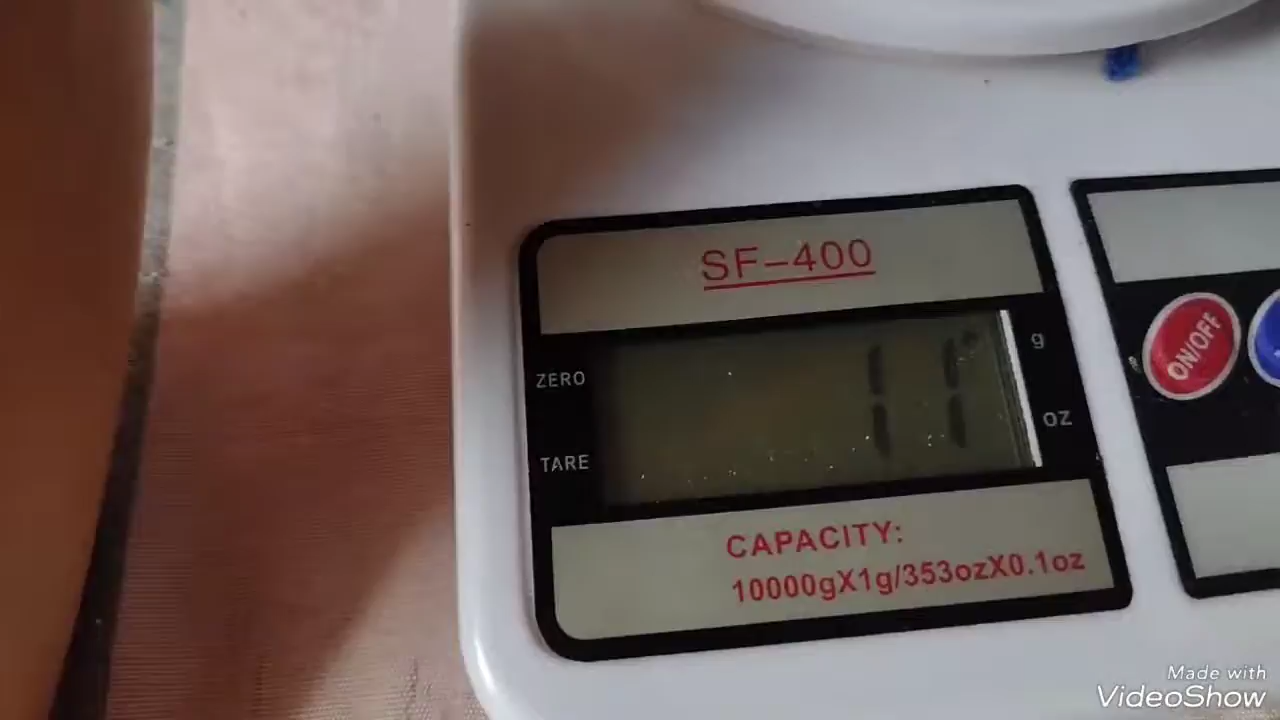 SF-400
ZERO
11
g
OZ
TARE
ON/OFF
CAPACITY:
10000gX1g/353ozX0.1oz
Made with
VideoShow